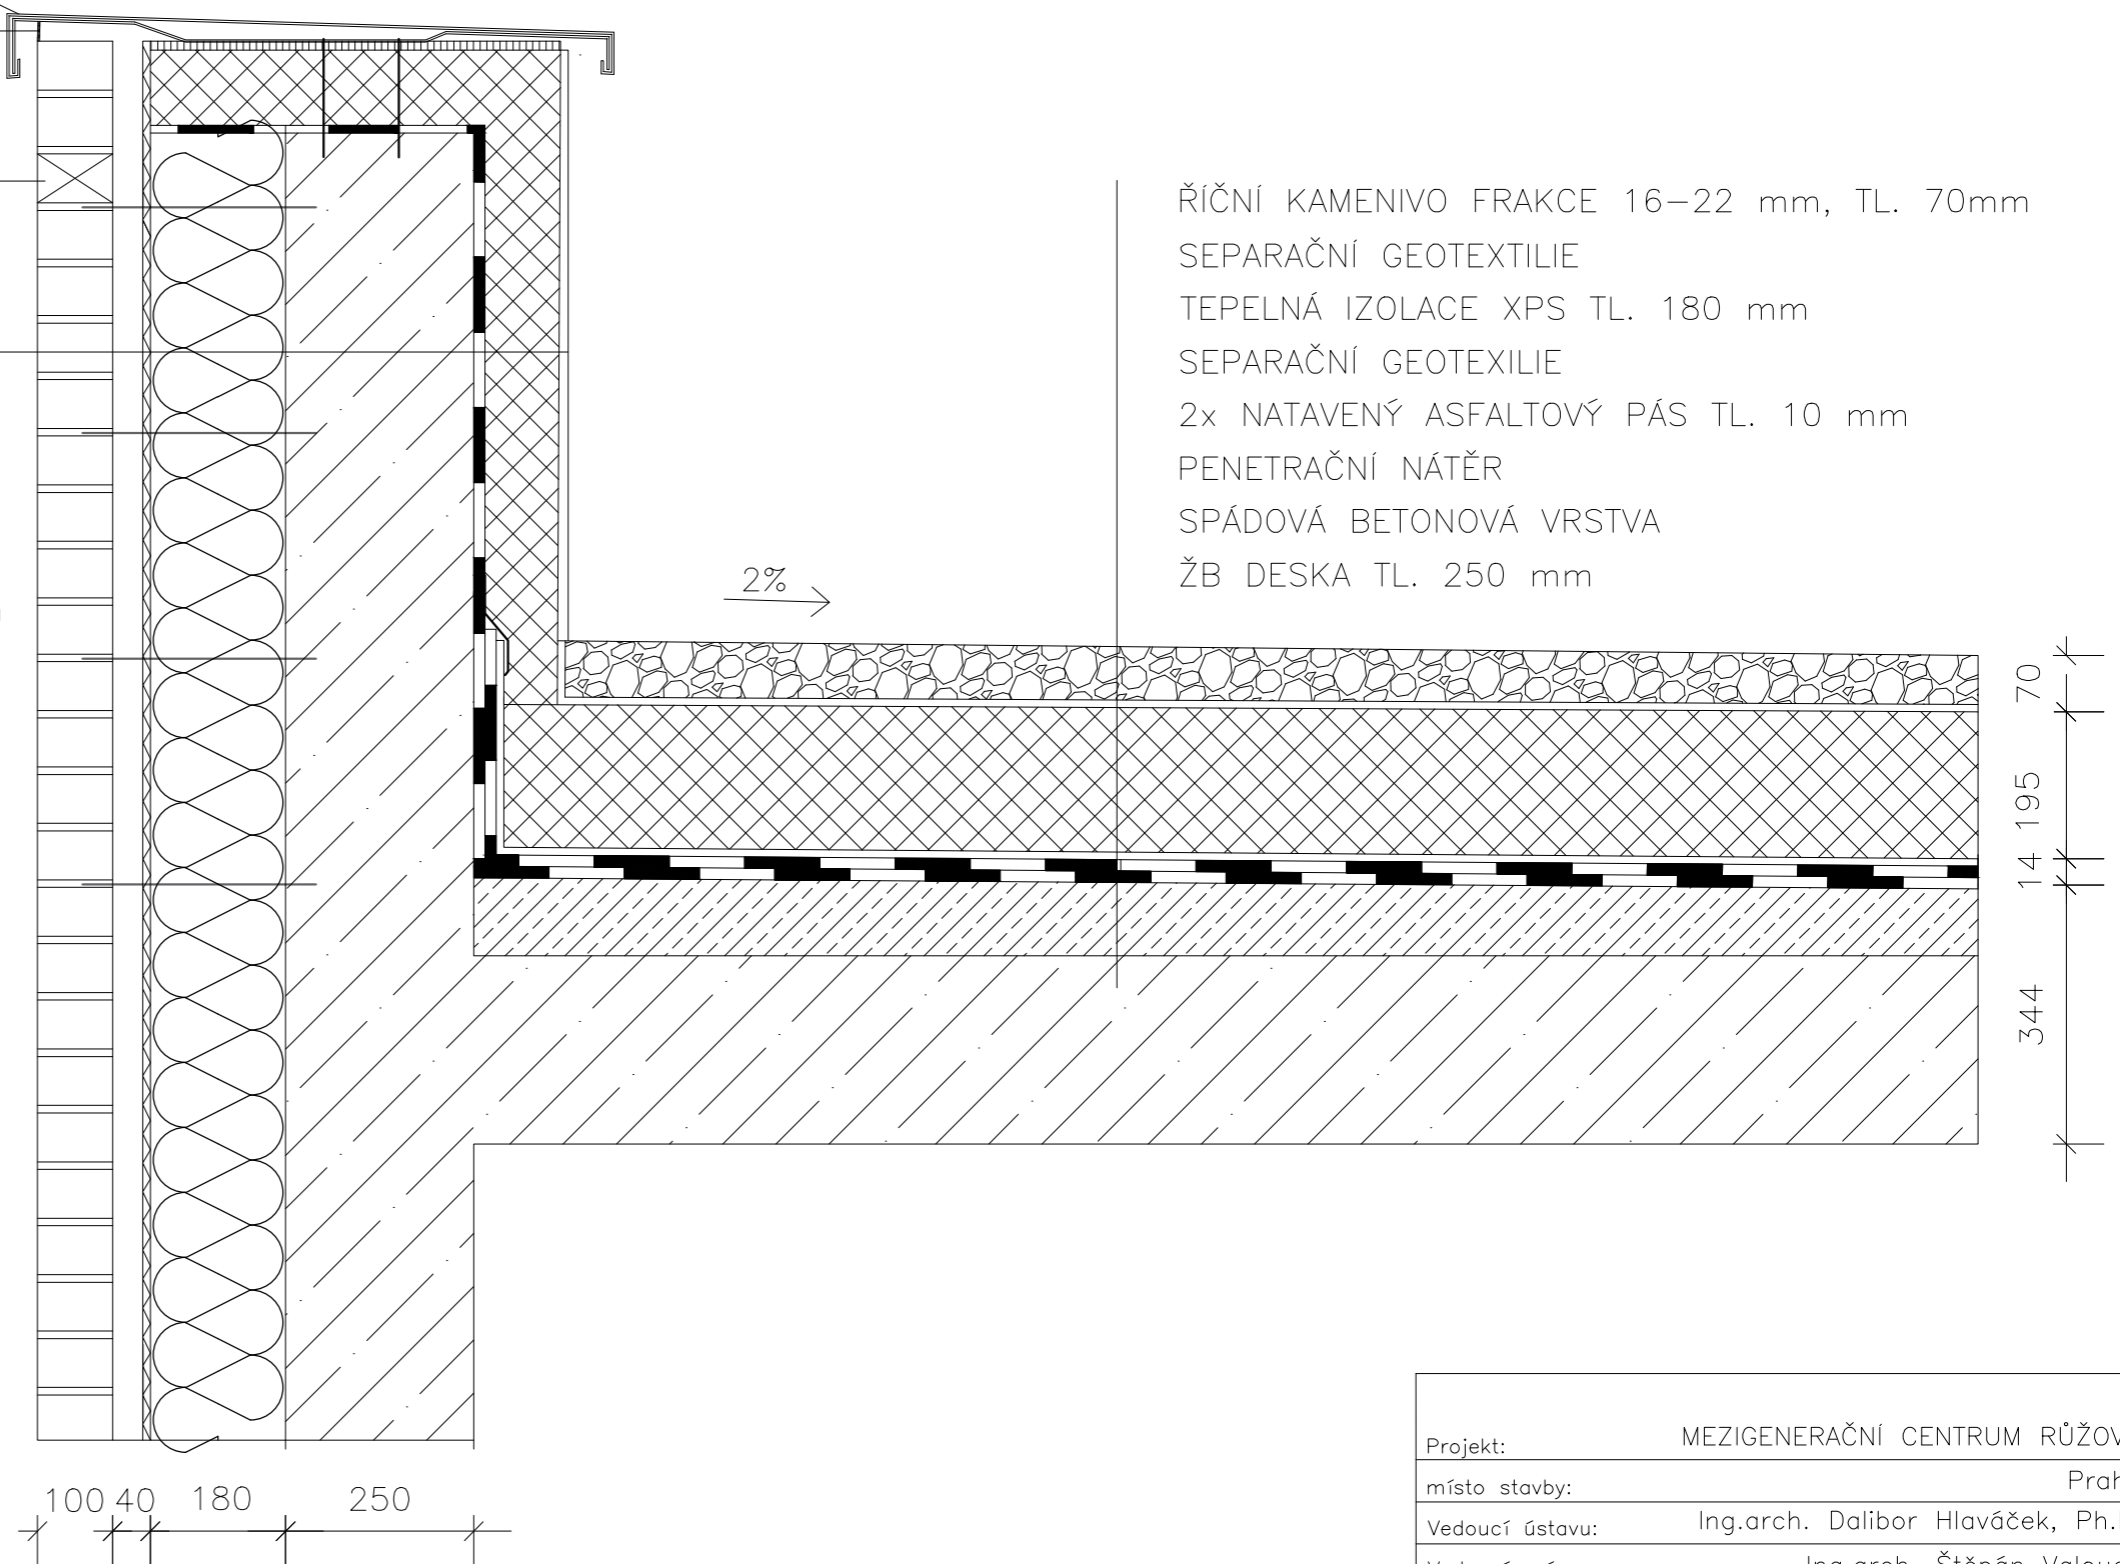 ŘÍČNÍ KAMENIVO FRAKCE 16-22 mm, TL. 70mm
SEPARAČNÍ GEOTEXTILIE
TEPELNÁ IZOLACE XPS TL. 180 mm
SEPARAČNÍ GEOTEXILIE
2x NATAVENÝ ASFALTOVÝ PÁS TL. 10 mm
PENETRAČNÍ NÁTĚR
SPÁDOVÁ BETONOVÁ VRSTVA
ŽB DESKA TL. 250 mm
2%
70
195
14
344
100 40 180 250
Projekt: MEZIGENERAČNÍ CENTRUM RŮŽOV
místo stavby: Prah
Vedoucí ústavu: Ing.arch. Dalibor Hlaváček, Ph.
Ing.arch. Štěpán